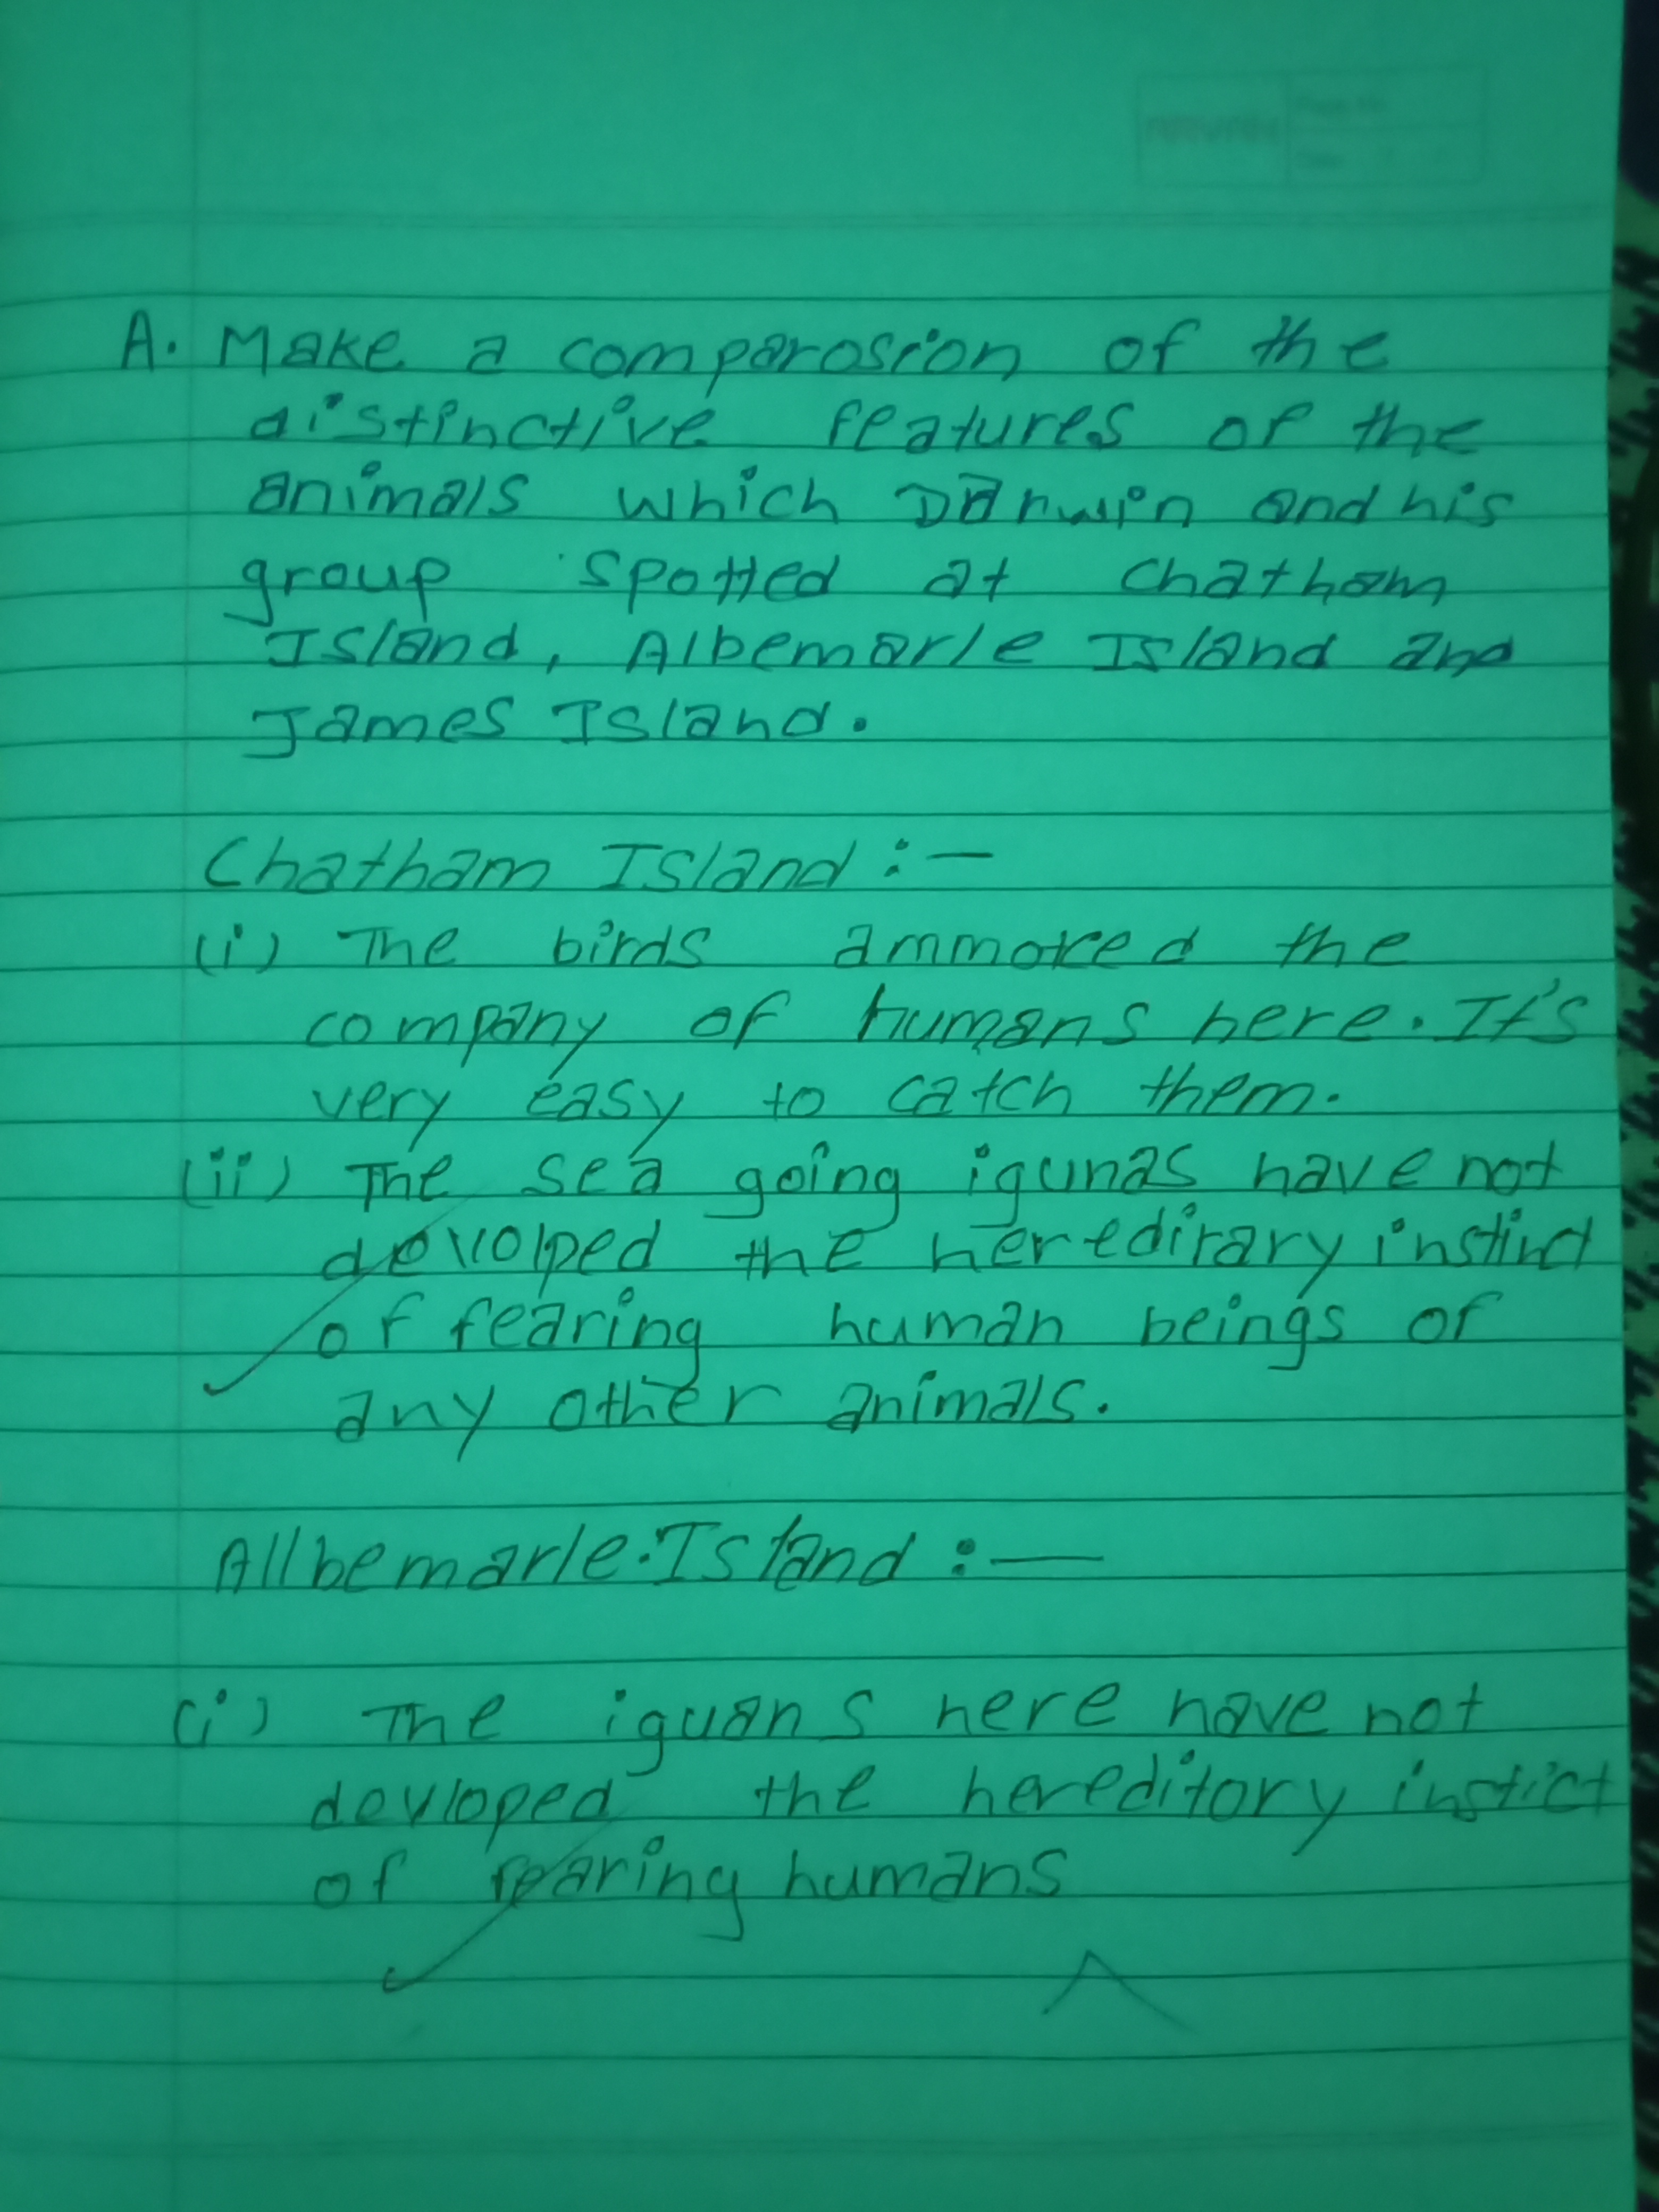 A. Make a comparosion of the
distinctive features of the
animals which Darwin and his
group spotted at Chatham
Island, Albemarle Island and
James Island.
Chatham Island :-
(i) The birds ammored the
company of humans here. It's
very easy to catch them.
(ii) The sea going igunas have not
devolped the heredirary instinct
of fearing human beings of
any other animals.
Allbemarle Island :-
(i) The iguans here have not
devloped the hereditory instict
of fearing humans